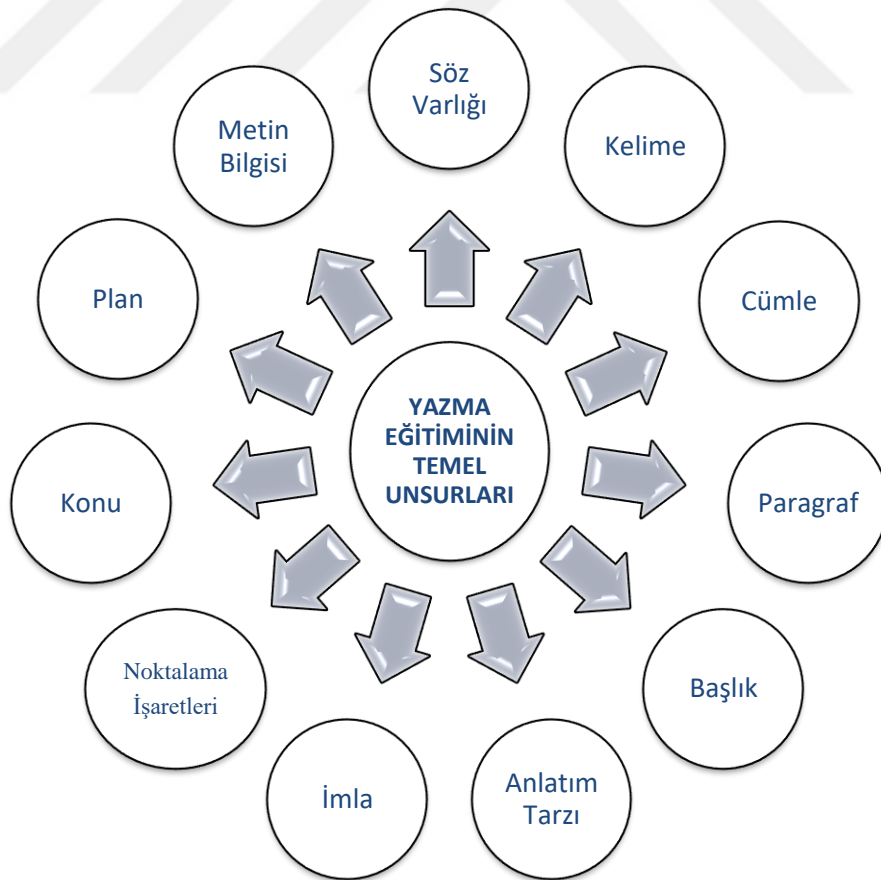 Söz
Varlığı
Kelime
Cümle
Paragraf
Başlık
Anlatım
Tarzı
İmla
Noktalama
İşaretleri
Konu
Plan
Metin
Bilgisi
YAZMA
EĞİTİMİNİN
TEMEL
UNSURLARI